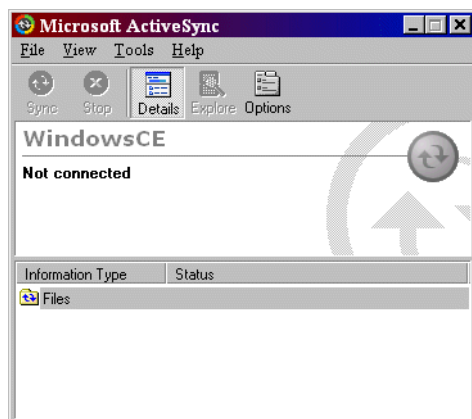 Microsoft ActiveSync
File View Tools Help
Sync Stop Details Explore Options
WindowsCE
Not connected
Information Type Status
Files